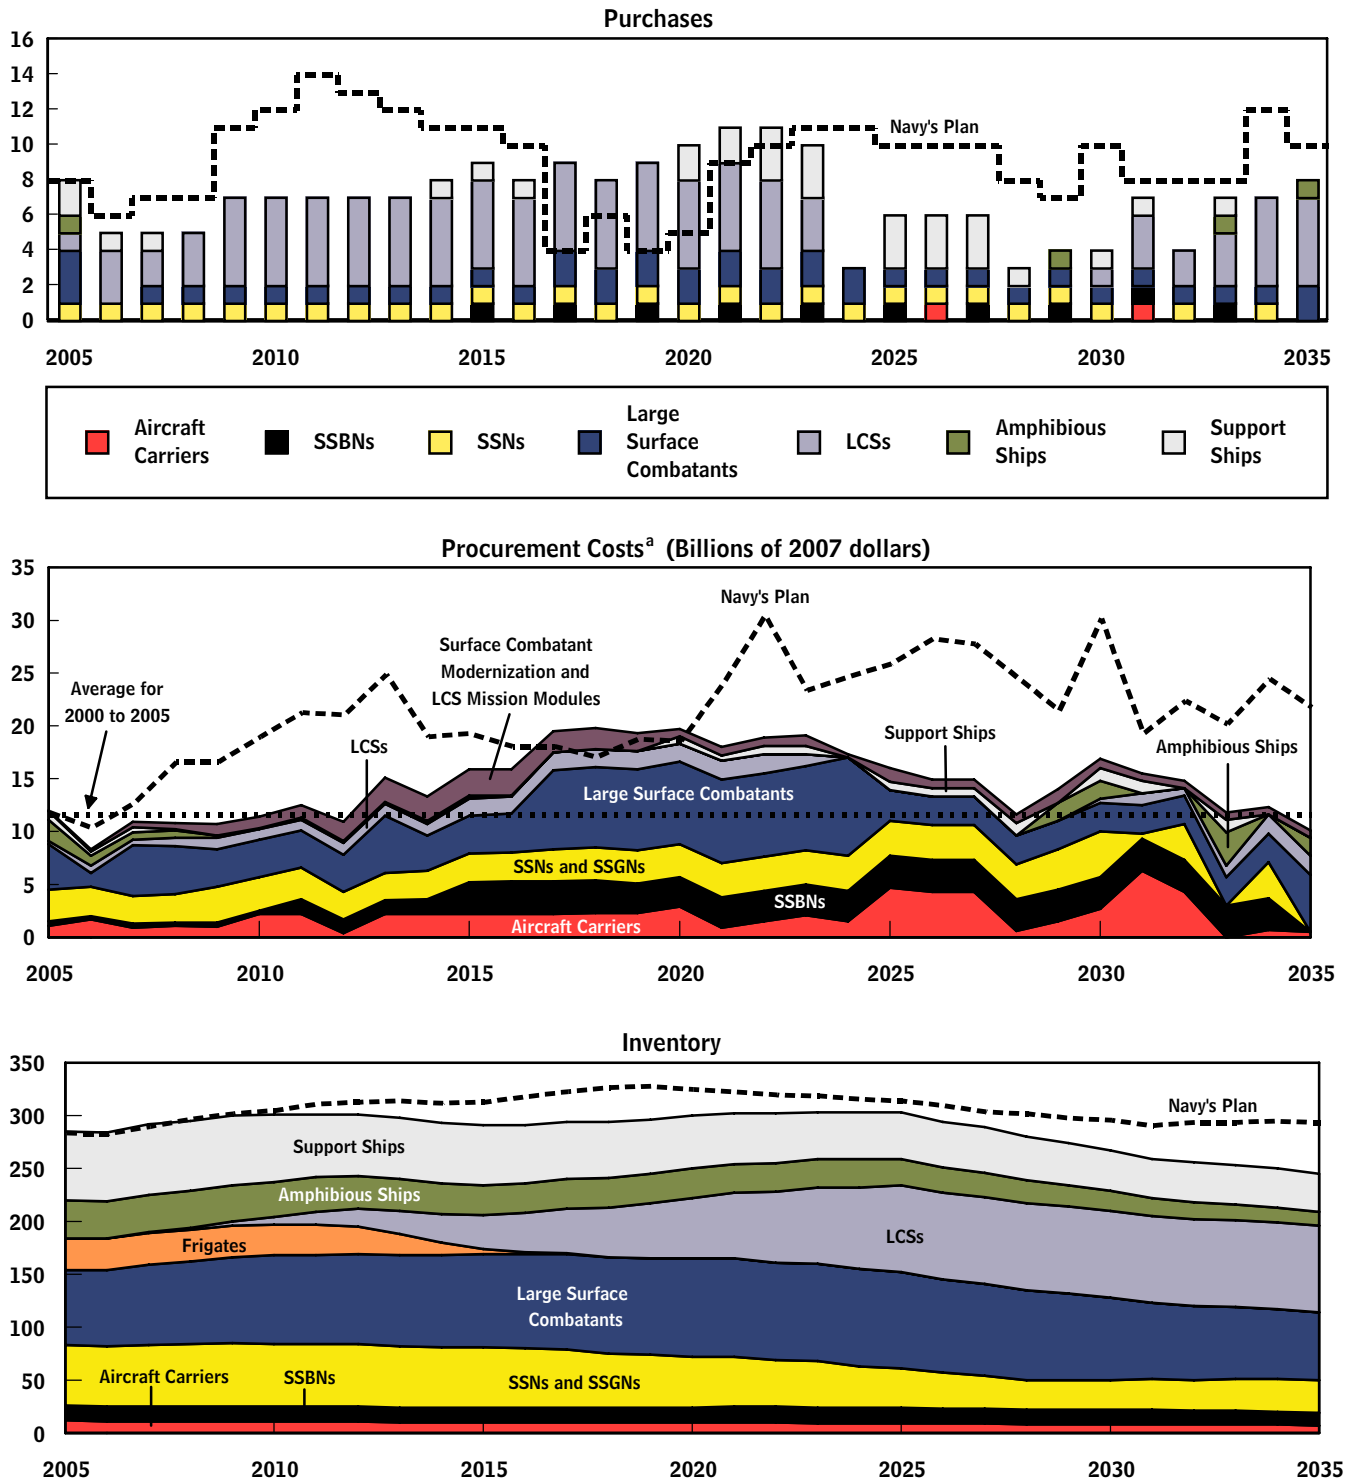 Purchases
16
14
12
10
8
6
4
2
0
Navy's Plan
2005 2010 2015 2020 2025 2030 2035
Aircraft
Carriers
SSBNs
SSNs
Large
Surface
Combatants
LCSs
Amphibious
Ships
Support
Ships
Procurement Costsᵃ (Billions of 2007 dollars)
35
30
25
20
15
10
5
0
Navy's Plan
Surface Combatant
Modernization and
LCS Mission Modules
Average for
2000 to 2005
LCSs
Support Ships
Amphibious Ships
Large Surface Combatants
SSNs and SSGNs
SSBNs
Aircraft Carriers
2005 2010 2015 2020 2025 2030 2035
Inventory
350
300
250
200
150
100
50
0
Navy's Plan
Support Ships
Amphibious Ships
Frigates
LCSs
Large Surface
Combatants
Aircraft Carriers
SSBNs
SSNs and SSGNs
2005 2010 2015 2020 2025 2030 2035